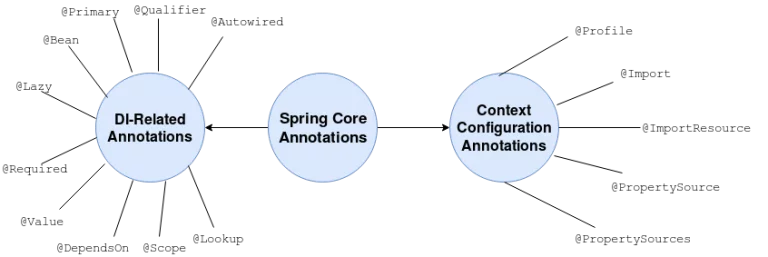 @Primary
@Qualifier
@Autowired
@Bean
@Lazy
@Required
@Value
@DependsOn
@Scope
@Lookup
DI-Related
Annotations
Spring Core
Annotations
Context
Configuration
Annotations
@Profile
@Import
@ImportResource
@PropertySource
@PropertySources